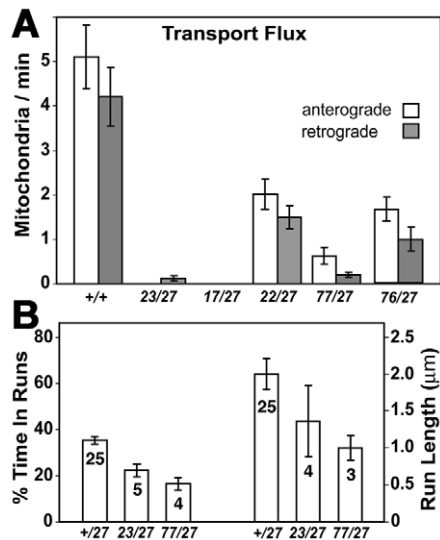 A
Transport Flux
Mitochondria / min
5
4
3
2
1
0
anterograde
retrograde
+/+ 23/27 17/27 22/27 77/27 76/27
B
% Time In Runs
80
60
40
20
0
25 5 4
25 4 3
2.5
2.0
1.5
1.0
0.5
0
Run Length (μm)
+/27 23/27 77/27 +/27 23/27 77/27